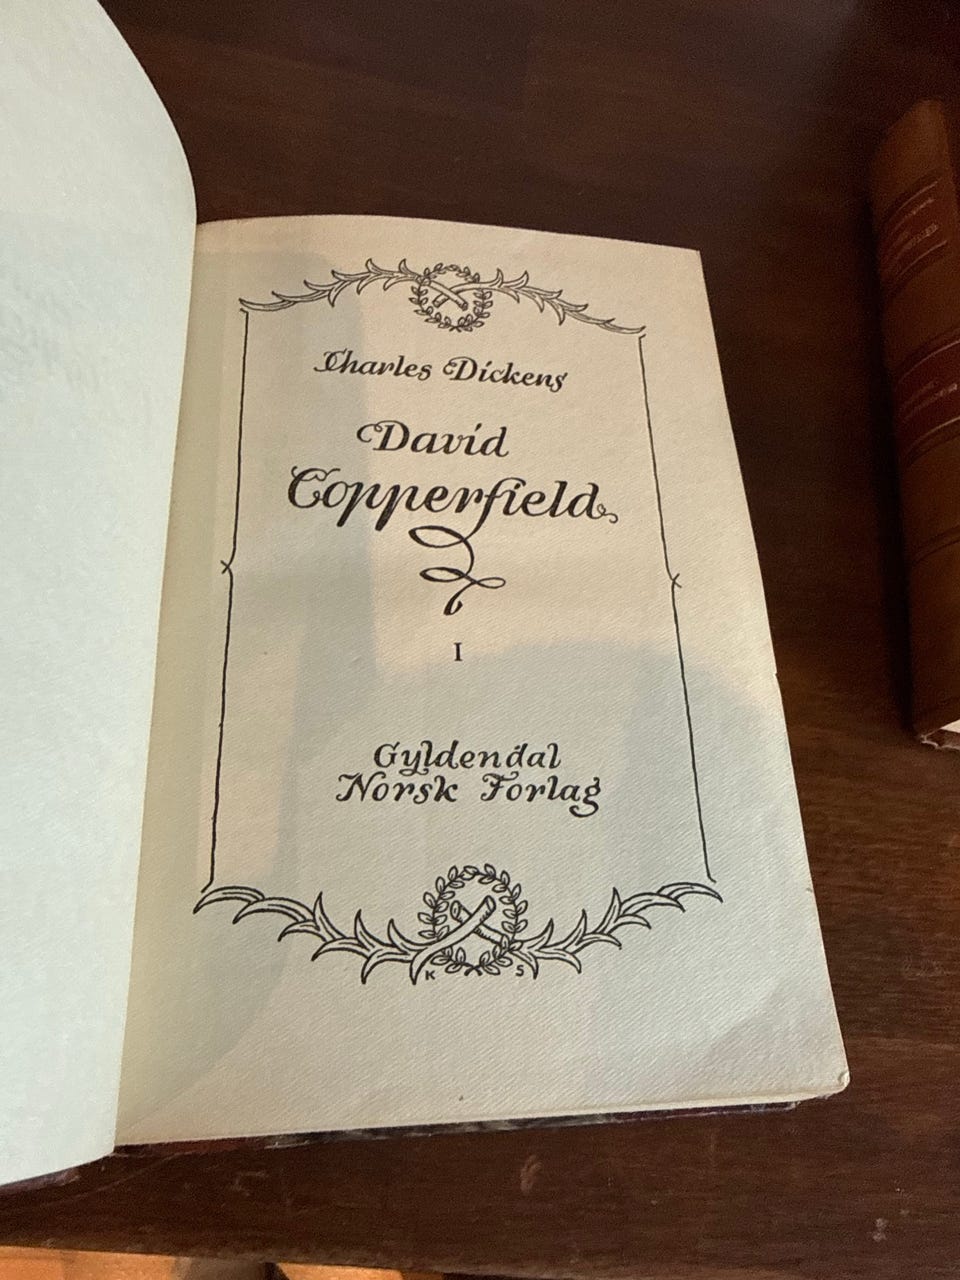 Charles Dickens
David
Copperfield
I
Gyldendal
Norsk Forlag
K S